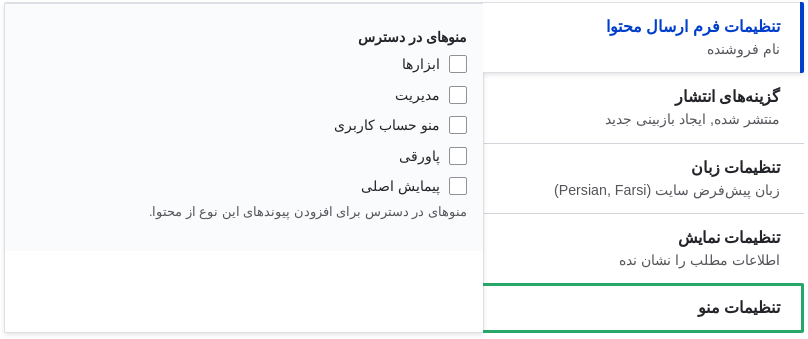 تنظیمات فرم ارسال محتوا
نام فروشنده
گزینه‌های انتشار
منتشر شده, ایجاد بازبینی جدید
تنظیمات زبان
زبان پیش‌فرض سایت (Persian, Farsi)
تنظیمات نمایش
اطلاعات مطلب را نشان نده
تنظیمات منو
منوهای در دسترس
ابزارها
مدیریت
منو حساب کاربری
پاورقی
پیمایش اصلی
منوهای در دسترس برای افزودن پیوندهای این نوع از محتوا.